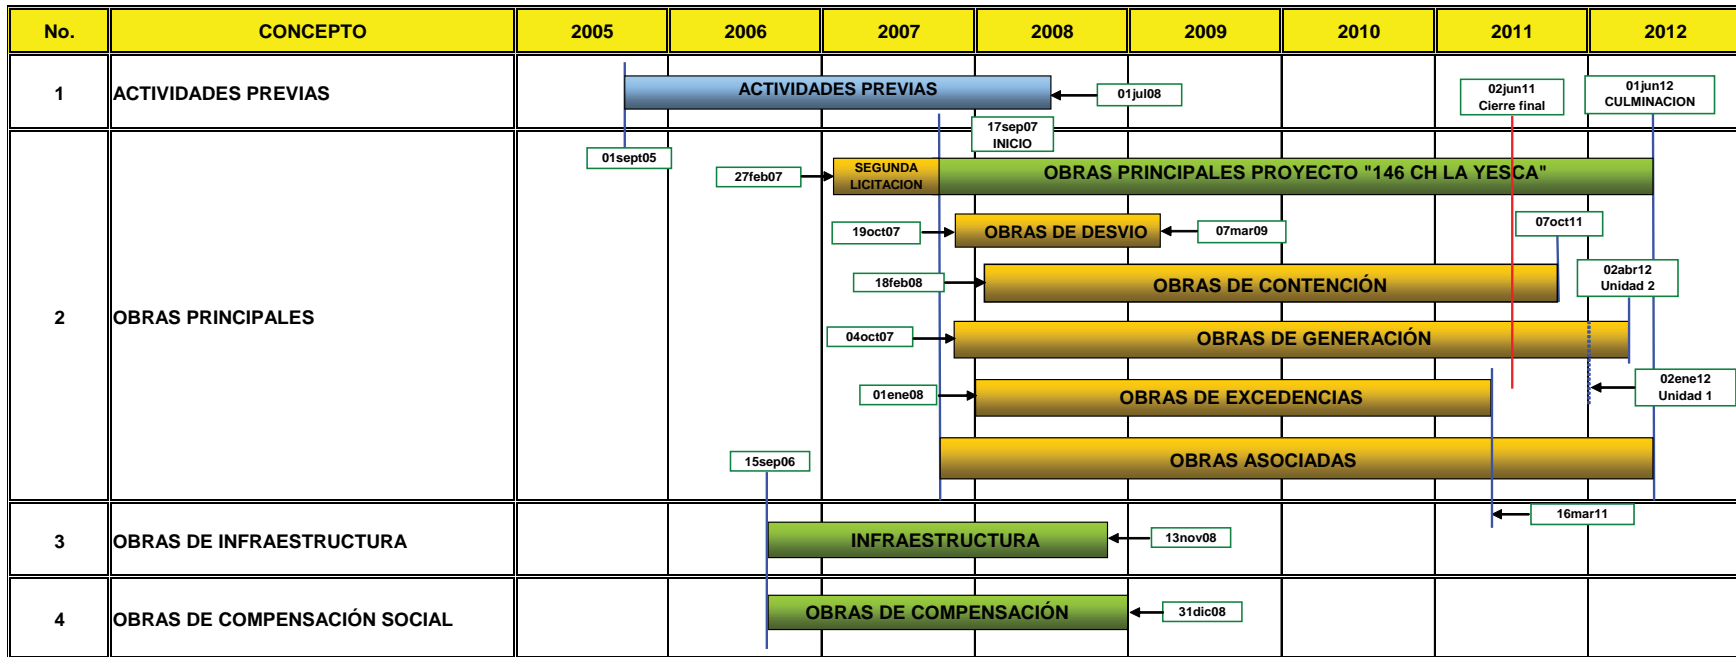 No. CONCEPTO 2005 2006 2007 2008 2009 2010 2011 2012
1 ACTIVIDADES PREVIAS
ACTIVIDADES PREVIAS
01jul08
02jun11
Cierre final
01jun12
CULMINACION
01sept05
17sep07
INICIO
2 OBRAS PRINCIPALES
27feb07
SEGUNDA
LICITACION
OBRAS PRINCIPALES PROYECTO "146 CH LA YESCA"
19oct07
OBRAS DE DESVIO
07mar09
07oct11
18feb08
OBRAS DE CONTENCIÓN
02abr12
Unidad 2
04oct07
OBRAS DE GENERACIÓN
01ene08
OBRAS DE EXCEDENCIAS
02ene12
Unidad 1
15sep06
OBRAS ASOCIADAS
16mar11
3 OBRAS DE INFRAESTRUCTURA
INFRAESTRUCTURA
13nov08
4 OBRAS DE COMPENSACIÓN SOCIAL
OBRAS DE COMPENSACIÓN
31dic08